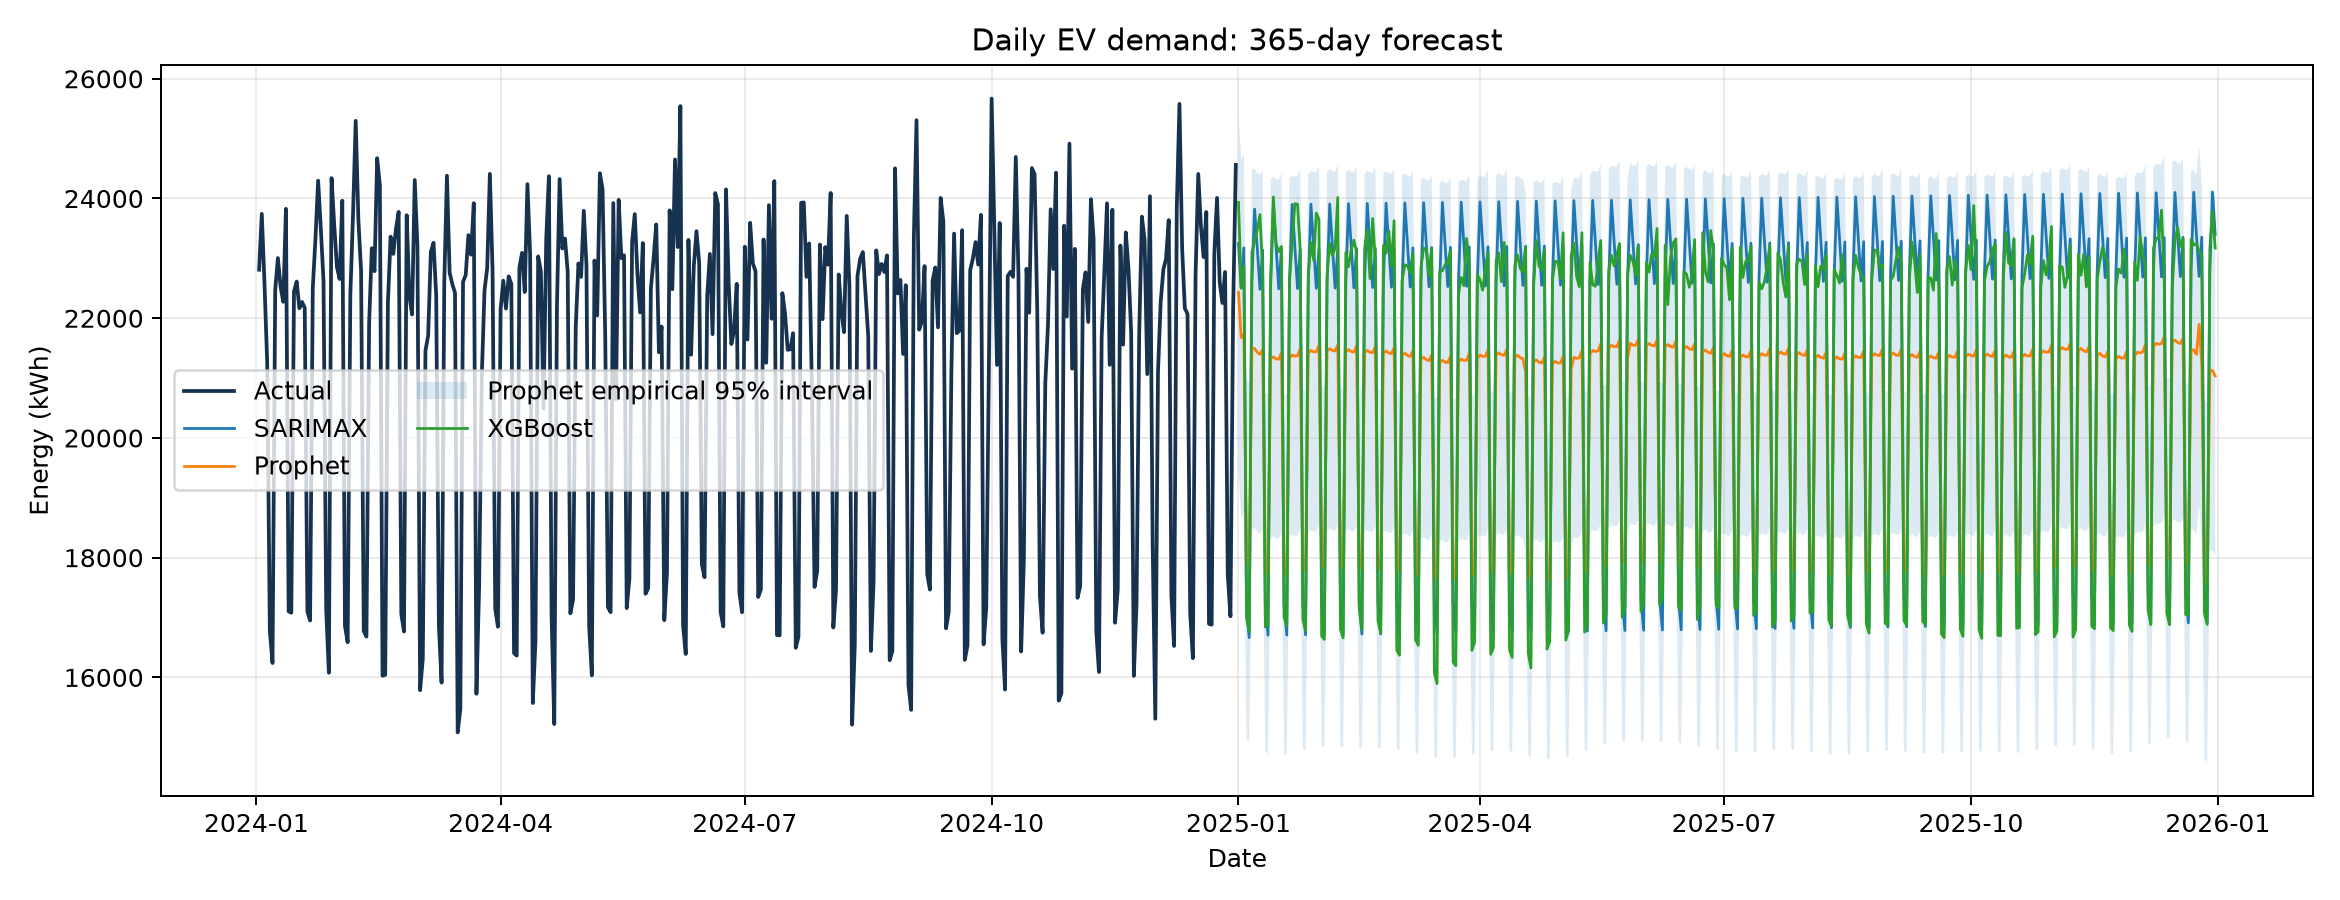 Daily EV demand: 365-day forecast
Energy (kWh)
26000
24000
22000
20000
18000
16000
Actual
SARIMAX
Prophet
Prophet empirical 95% interval
XGBoost
2024-01
2024-04
2024-07
2024-10
2025-01
2025-04
2025-07
2025-10
2026-01
Date